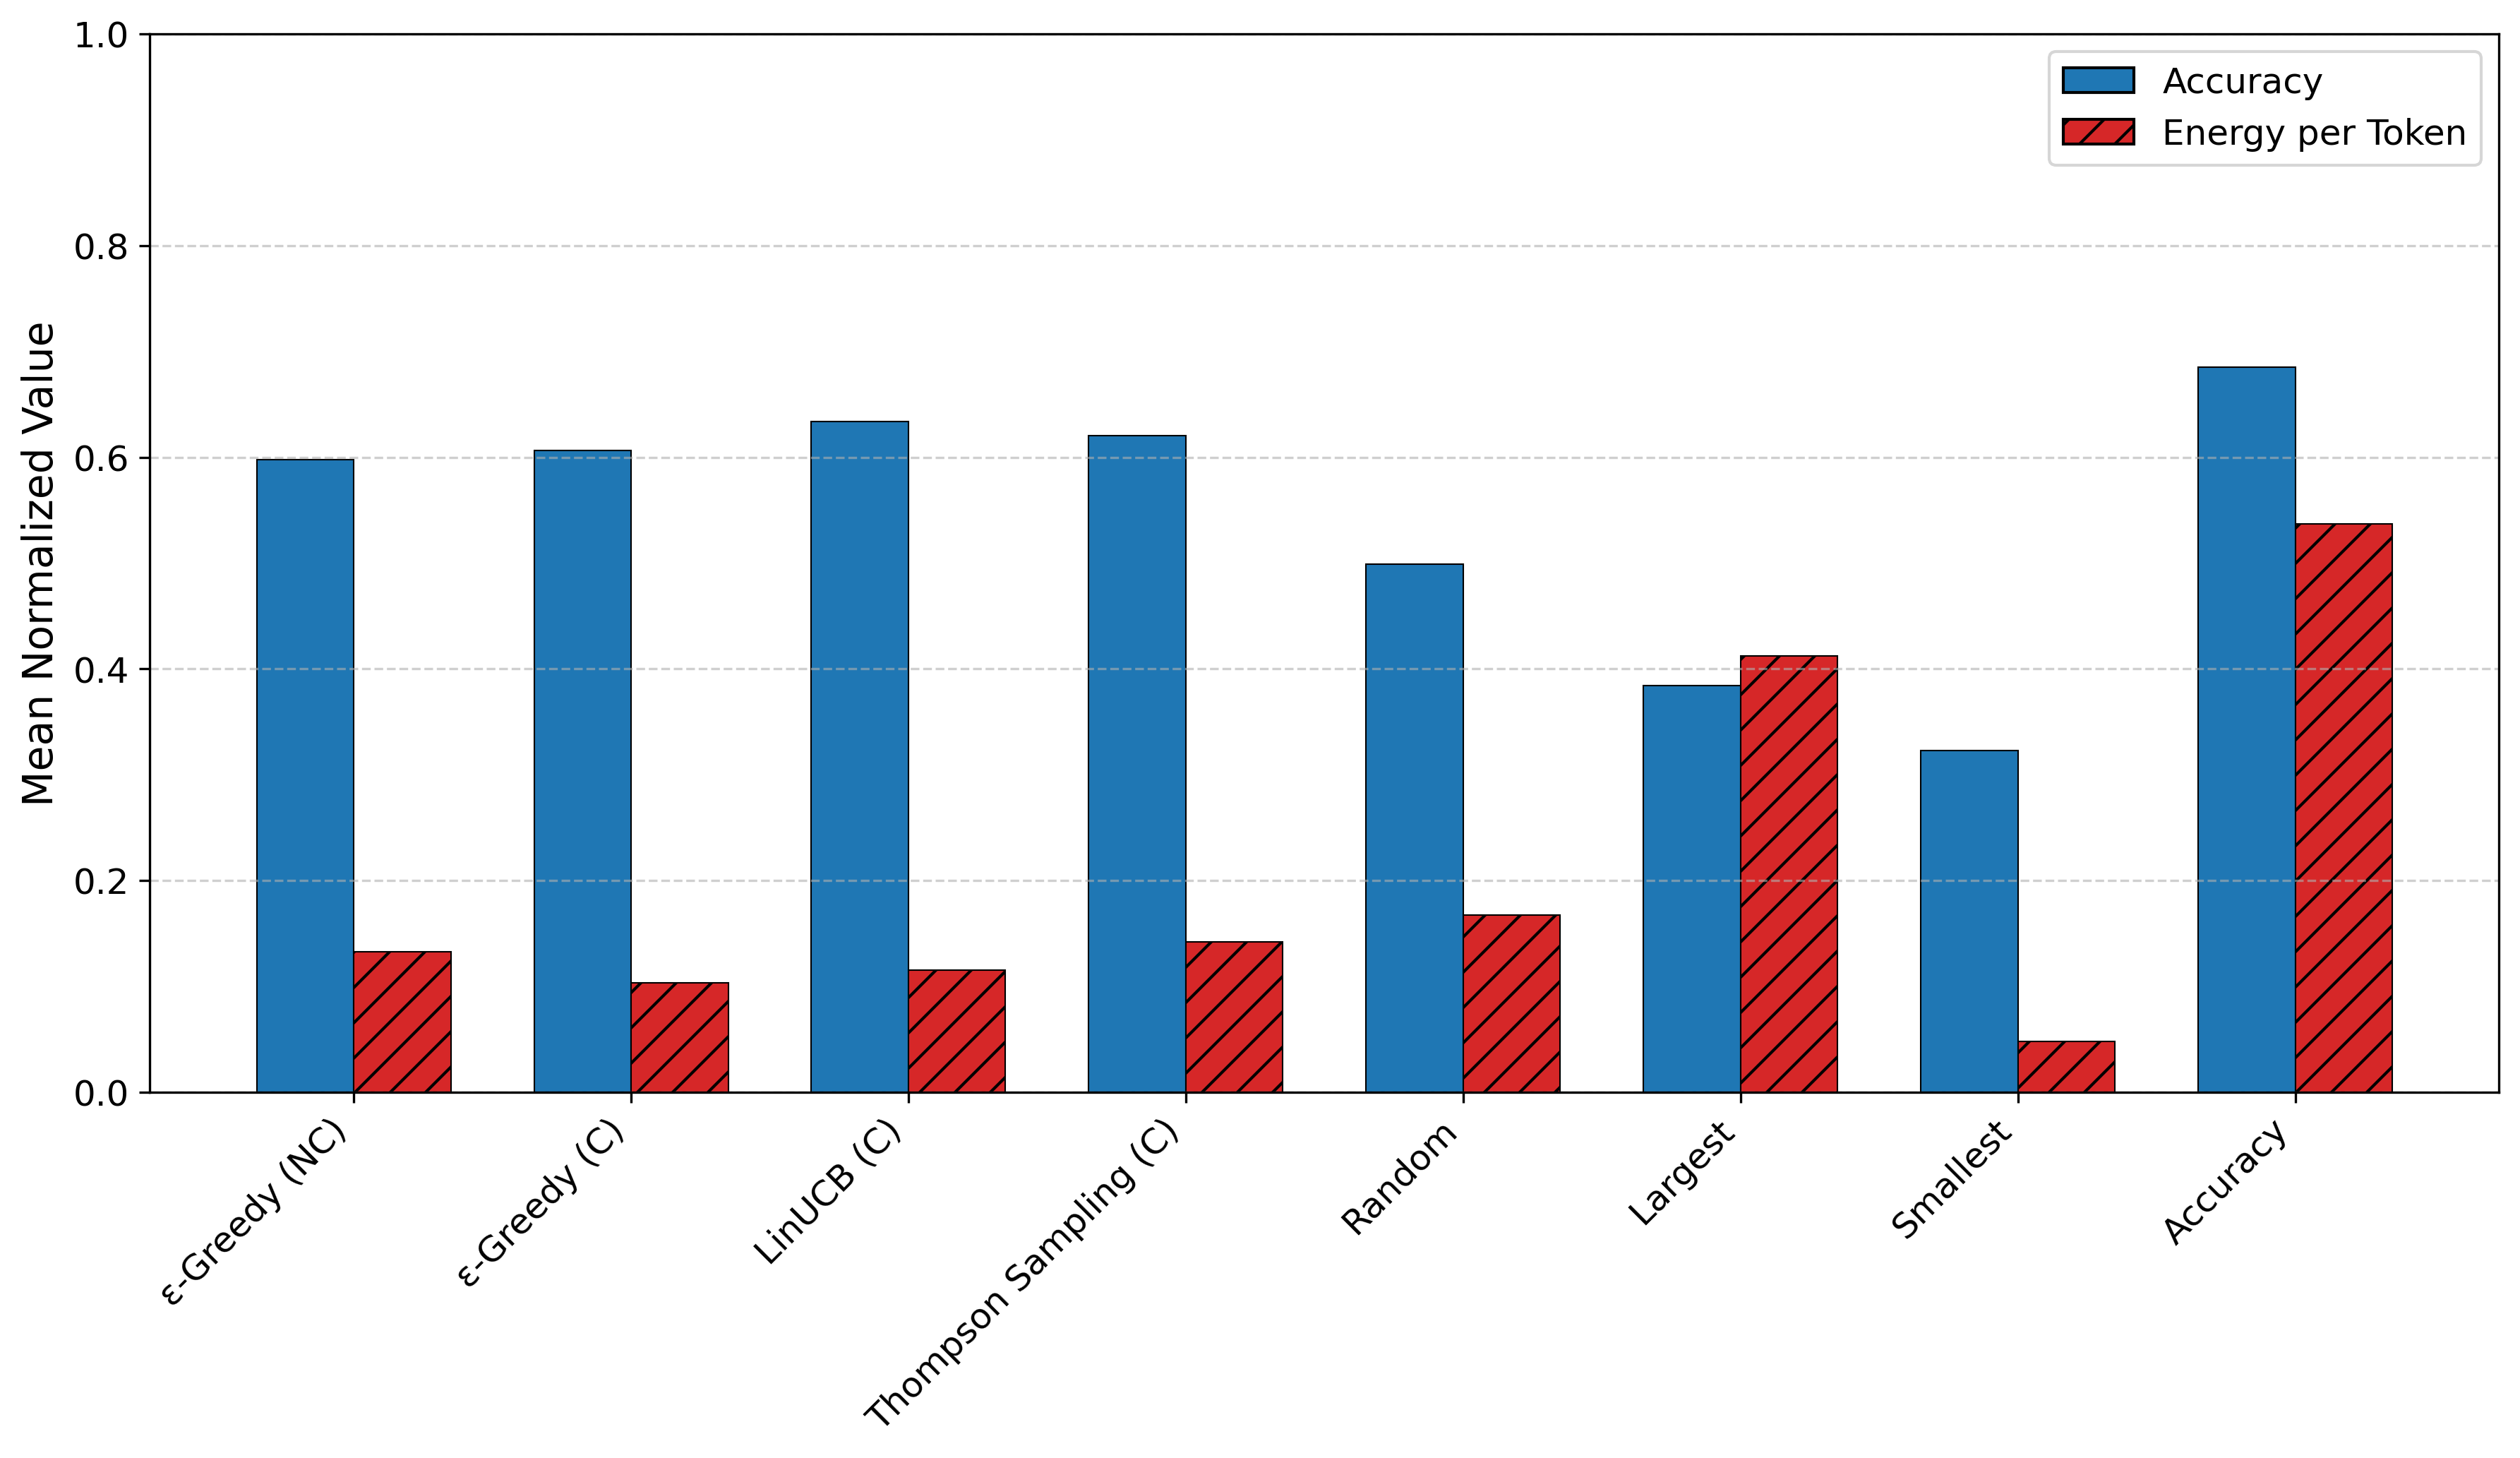 Mean Normalized Value
1.0
0.8
0.6
0.4
0.2
0.0
Accuracy
Energy per Token
ε-Greedy (NC)
ε-Greedy (C)
LinUCB (C)
Thompson Sampling (C)
Random
Largest
Smallest
Accuracy